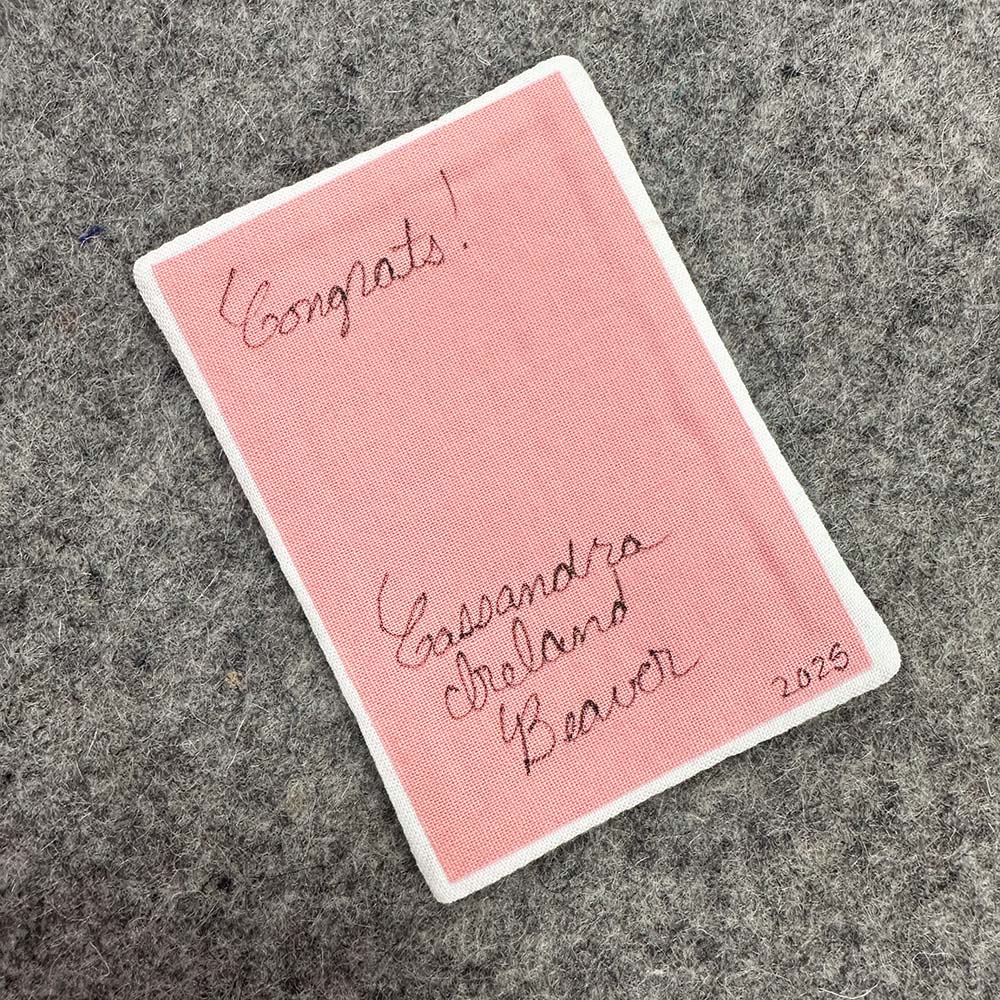 Congrats!
Cassandra
Ireland
Beaver
2025